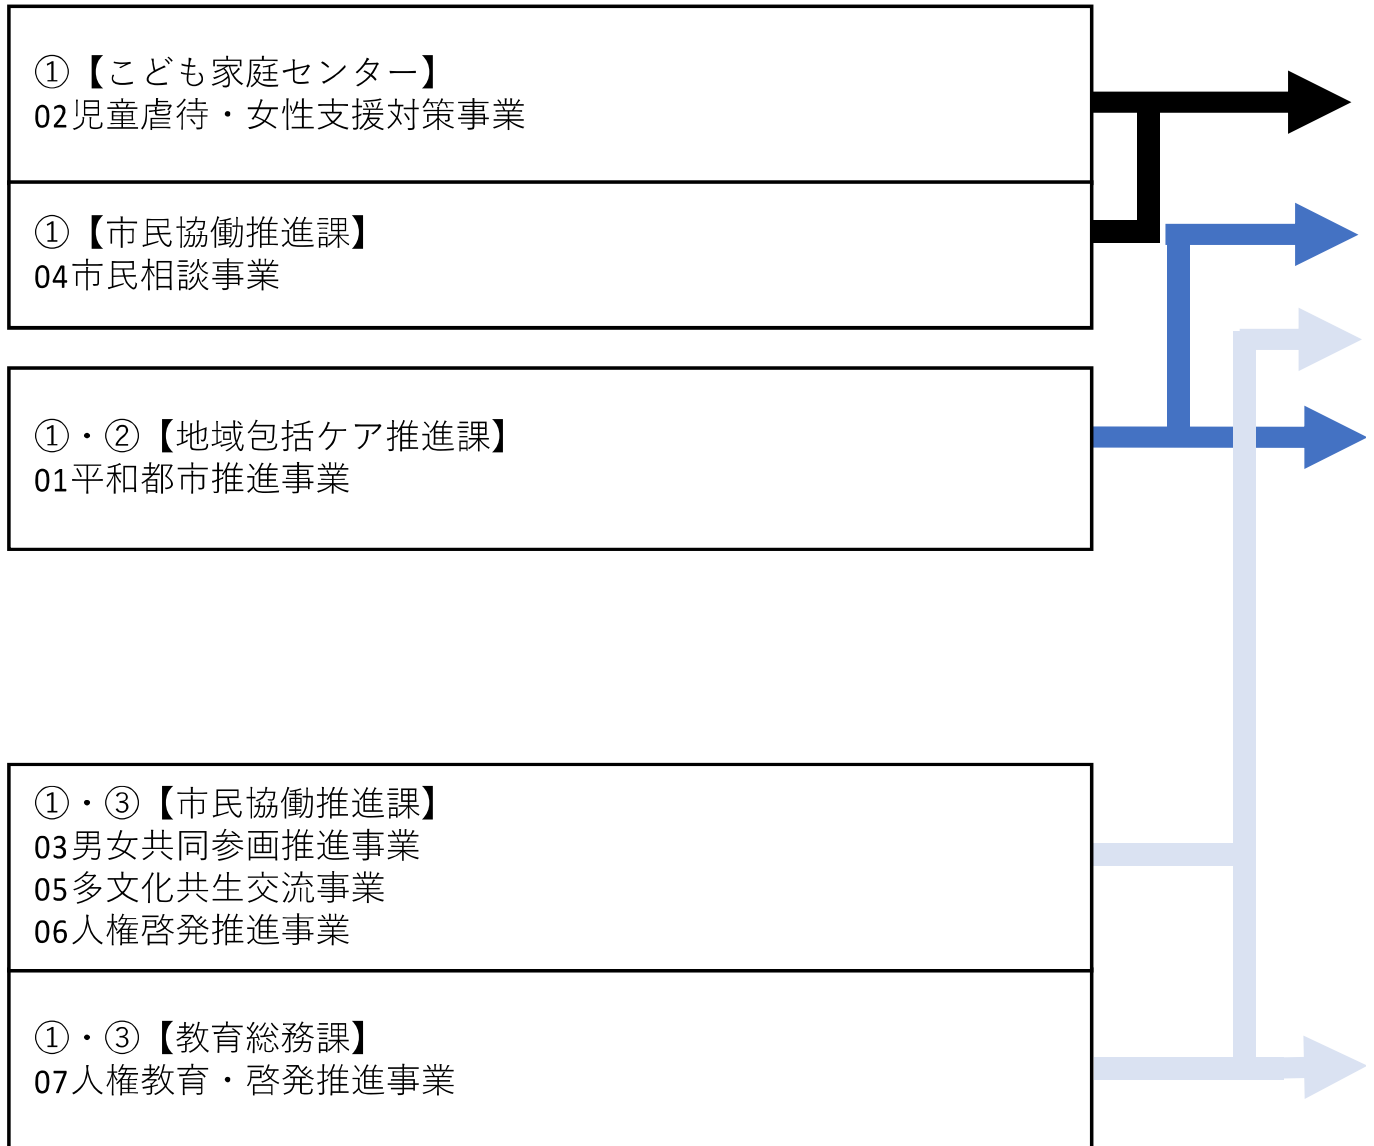 ①【こども家庭センター】
02児童虐待・女性支援対策事業
①【市民協働推進課】
04市民相談事業
①・②【地域包括ケア推進課】
01平和都市推進事業
①・③【市民協働推進課】
03男女共同参画推進事業
05多文化共生交流事業
06人権啓発推進事業
①・③【教育総務課】
07人権教育・啓発推進事業